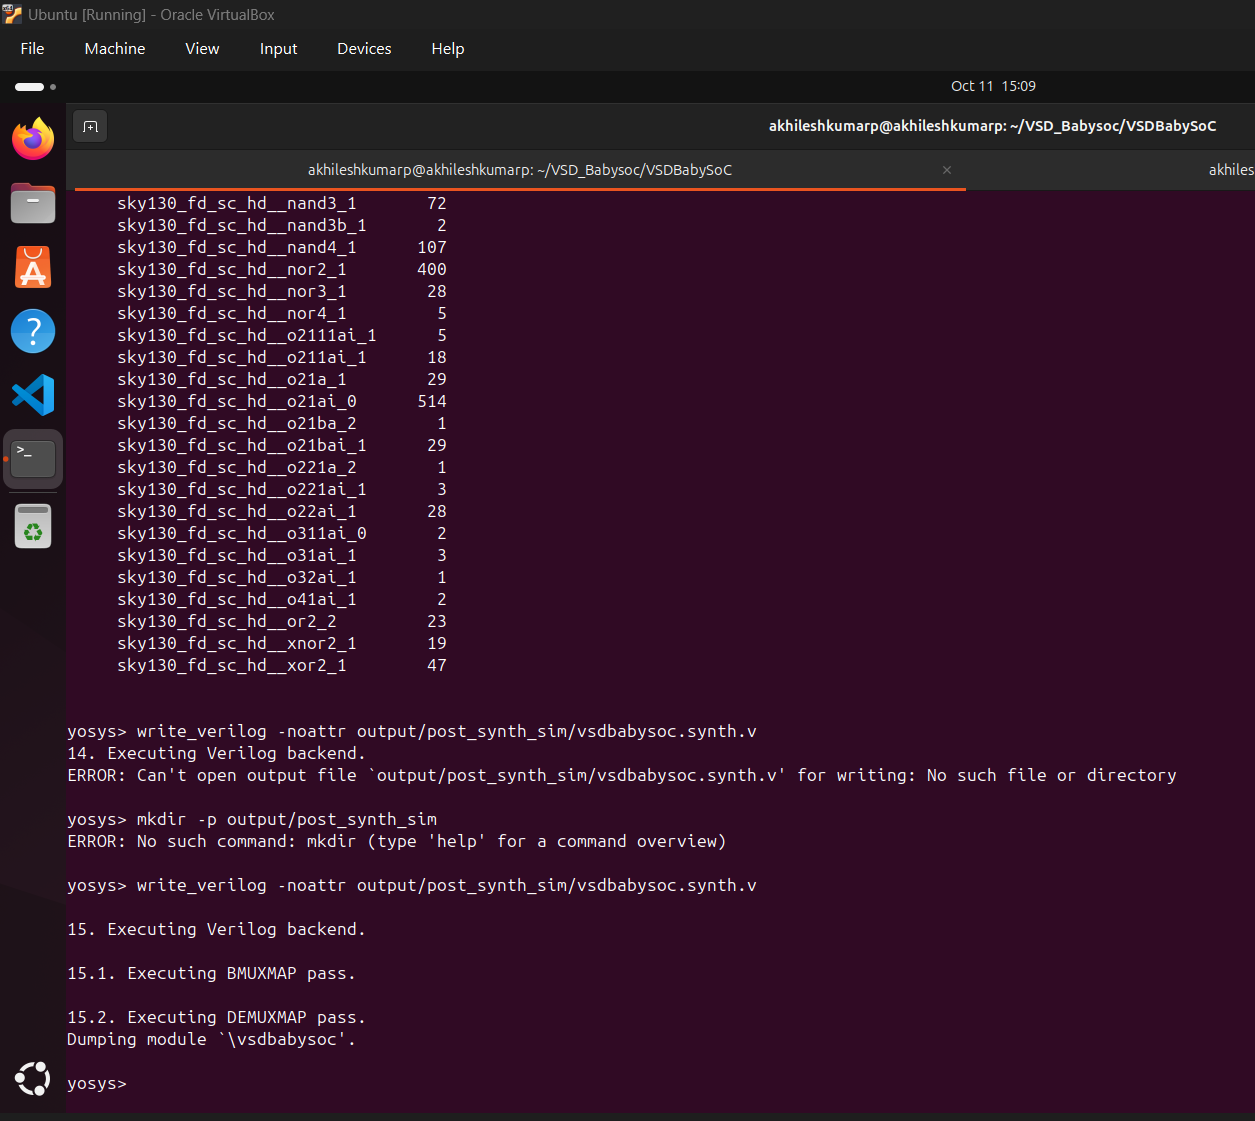 Ubuntu [Running] - Oracle VirtualBox
File Machine View Input Devices Help
Oct 11 15:09
akhileshkumarp@akhileshkumarp: ~/VSD_Babysoc/VSDBabySoC
akhileshkumarp@akhileshkumarp: ~/VSD_Babysoc/VSDBabySoC × akhiles
sky130_fd_sc_hd__nand3_1 72
sky130_fd_sc_hd__nand3b_1 2
sky130_fd_sc_hd__nand4_1 107
sky130_fd_sc_hd__nor2_1 400
sky130_fd_sc_hd__nor3_1 28
sky130_fd_sc_hd__nor4_1 5
sky130_fd_sc_hd__o2111ai_1 5
sky130_fd_sc_hd__o211ai_1 18
sky130_fd_sc_hd__o21a_1 29
sky130_fd_sc_hd__o21ai_0 514
sky130_fd_sc_hd__o21ba_2 1
sky130_fd_sc_hd__o21bai_1 29
sky130_fd_sc_hd__o221a_2 1
sky130_fd_sc_hd__o221ai_1 3
sky130_fd_sc_hd__o22ai_1 28
sky130_fd_sc_hd__o311ai_0 2
sky130_fd_sc_hd__o31ai_1 3
sky130_fd_sc_hd__o32ai_1 1
sky130_fd_sc_hd__o41ai_1 2
sky130_fd_sc_hd__or2_2 23
sky130_fd_sc_hd__xnor2_1 19
sky130_fd_sc_hd__xor2_1 47
yosys> write_verilog -noattr output/post_synth_sim/vsdbabysoc.synth.v
14. Executing Verilog backend.
ERROR: Can't open output file `output/post_synth_sim/vsdbabysoc.synth.v' for writing: No such file or directory
yosys> mkdir -p output/post_synth_sim
ERROR: No such command: mkdir (type 'help' for a command overview)
yosys> write_verilog -noattr output/post_synth_sim/vsdbabysoc.synth.v
15. Executing Verilog backend.
15.1. Executing BMUXMAP pass.
15.2. Executing DEMUXMAP pass.
Dumping module `\vsdbabysoc'.
yosys>